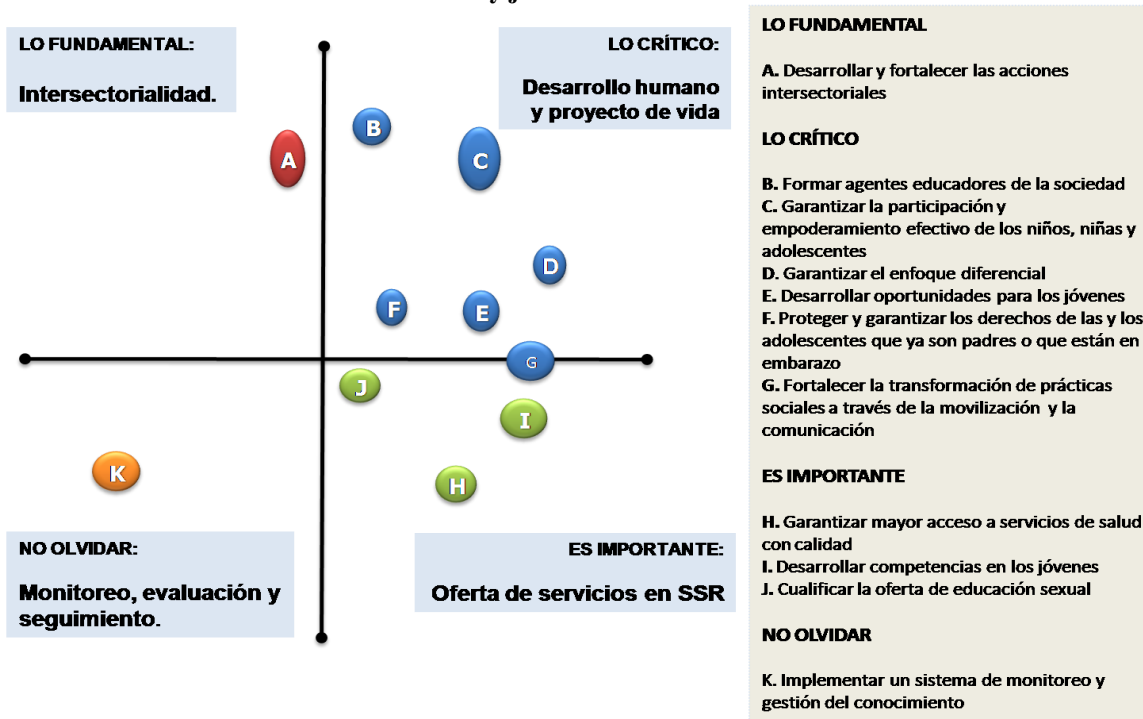 LO FUNDAMENTAL:
Intersectorialidad.
LO CRÍTICO:
Desarrollo humano
y proyecto de vida
A
B
C
D
E
F
G
J
I
H
K
NO OLVIDAR:
Monitoreo, evaluación y
seguimiento.
ES IMPORTANTE:
Oferta de servicios en SSR
LO FUNDAMENTAL
A. Desarrollar y fortalecer las acciones
intersectoriales
LO CRÍTICO
B. Formar agentes educadores de la sociedad
C. Garantizar la participación y
empoderamiento efectivo de los niños, niñas y
adolescentes
D. Garantizar el enfoque diferencial
E. Desarrollar oportunidades para los jóvenes
F. Proteger y garantizar los derechos de las y los
adolescentes que ya son padres o que están en
embarazo
G. Fortalecer la transformación de prácticas
sociales a través de la movilización y la
comunicación
ES IMPORTANTE
H. Garantizar mayor acceso a servicios de salud
con calidad
I. Desarrollar competencias en los jóvenes
J. Cualificar la oferta de educación sexual
NO OLVIDAR
K. Implementar un sistema de monitoreo y
gestión del conocimiento